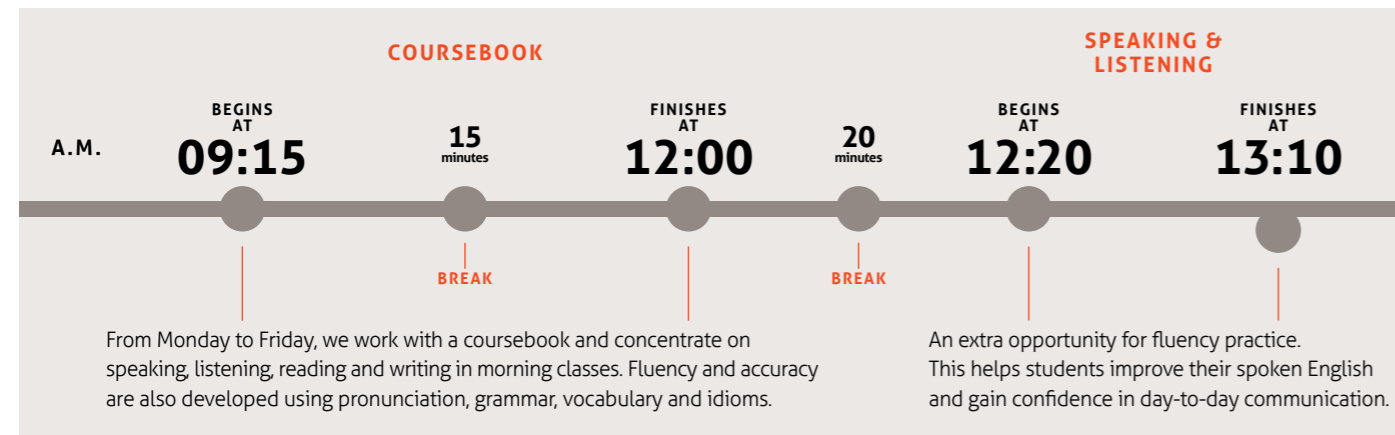 COURSEBOOK
SPEAKING &
LISTENING
A.M.
BEGINS
AT
09:15
15
minutes
FINISHES
AT
12:00
20
minutes
BEGINS
AT
12:20
FINISHES
AT
13:10
BREAK
BREAK
From Monday to Friday, we work with a coursebook and concentrate on
speaking, listening, reading and writing in morning classes. Fluency and accuracy
are also developed using pronunciation, grammar, vocabulary and idioms.
An extra opportunity for fluency practice.
This helps students improve their spoken English
and gain confidence in day-to-day communication.